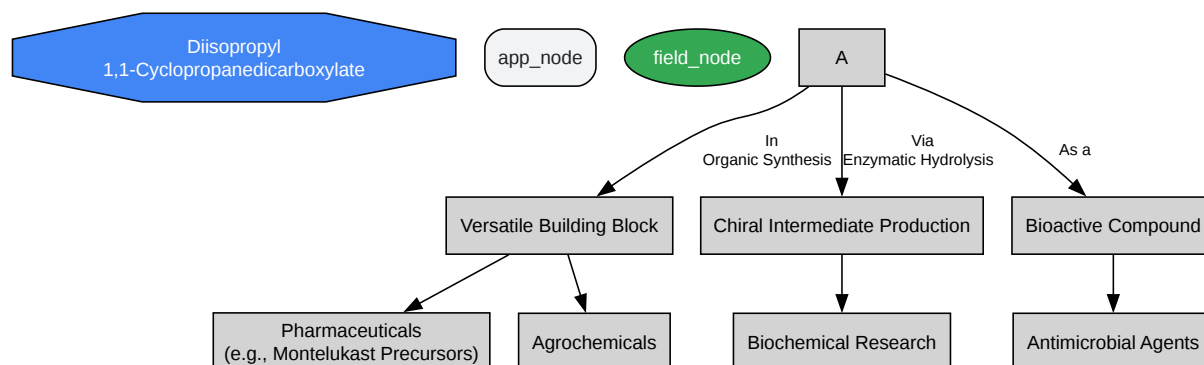 Diisopropyl
1,1-Cyclopropanedicarboxylate
app_node
field_node
A
In
Organic Synthesis
Via
Enzymatic Hydrolysis
As a
Versatile Building Block
Chiral Intermediate Production
Bioactive Compound
Pharmaceuticals
(e.g., Montelukast Precursors)
Agrochemicals
Biochemical Research
Antimicrobial Agents